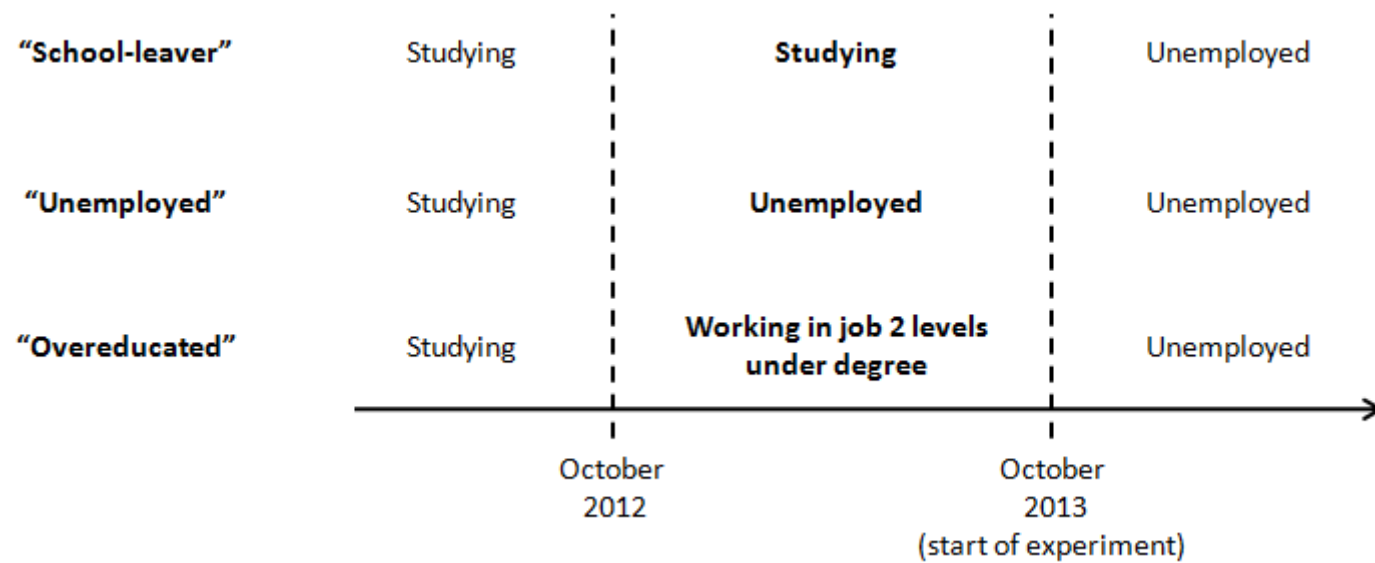 “School-leaver” Studying Studying Unemployed
“Unemployed” Studying Unemployed Unemployed
“Overeducated” Studying Working in job 2 levels Unemployed
under degree
October October
2012 2013
(start of experiment)